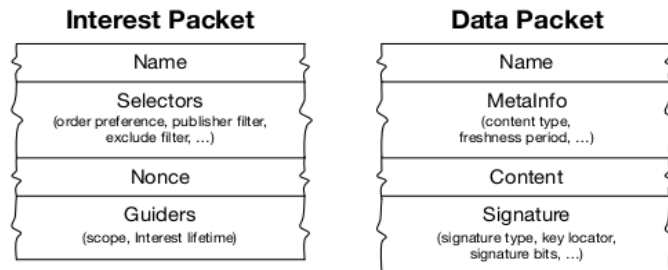 Interest Packet
Name
Selectors
(order preference, publisher filter,
exclude filter, ...)
Nonce
Guiders
(scope, Interest lifetime)
Data Packet
Name
MetaInfo
(content type,
freshness period, ...)
Content
Signature
(signature type, key locator,
signature bits, ...)